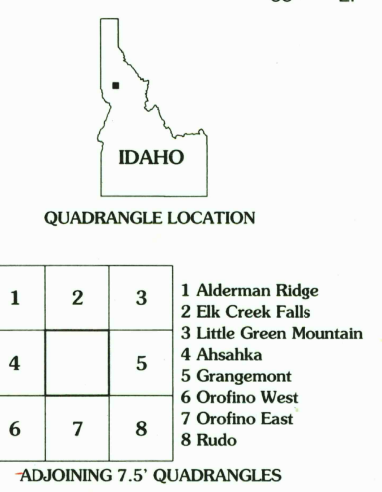 IDAHO
QUADRANGLE LOCATION
1 2 3
4 5
6 7 8
1 Alderman Ridge
2 Elk Creek Falls
3 Little Green Mountain
4 Ahsahka
5 Grangemont
6 Orofino West
7 Orofino East
8 Rudo
ADJOINING 7.5' QUADRANGLES